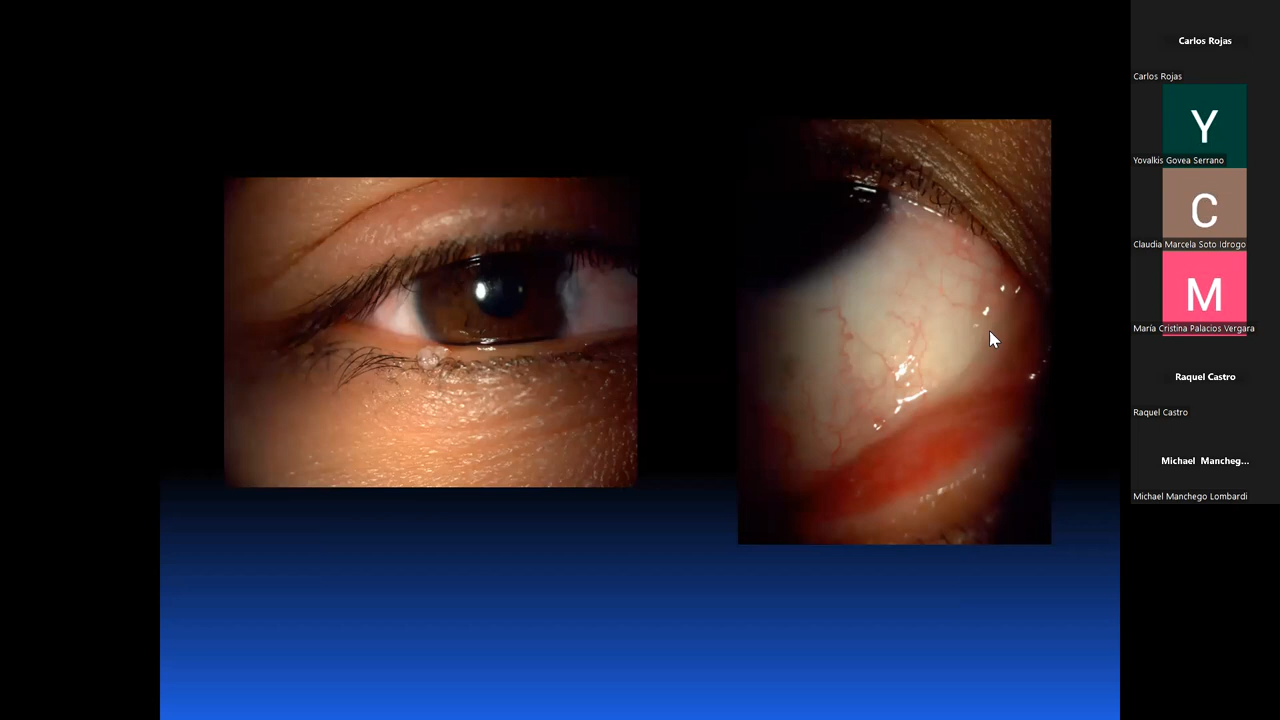 Carlos Rojas
Carlos Rojas
Y
Yovalkis Govea Serrano
C
Claudia Marcela Soto Idrogo
M
María Cristina Palacios Vergara
Raquel Castro
Raquel Castro
Michael Mancheg...
Michael Manchego Lombardi